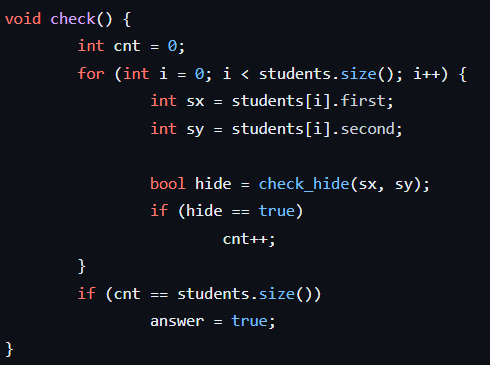 void check() {
int cnt = 0;
for (int i = 0; i < students.size(); i++) {
int sx = students[i].first;
int sy = students[i].second;
bool hide = check_hide(sx, sy);
if (hide == true)
cnt++;
}
if (cnt == students.size())
answer = true;
}